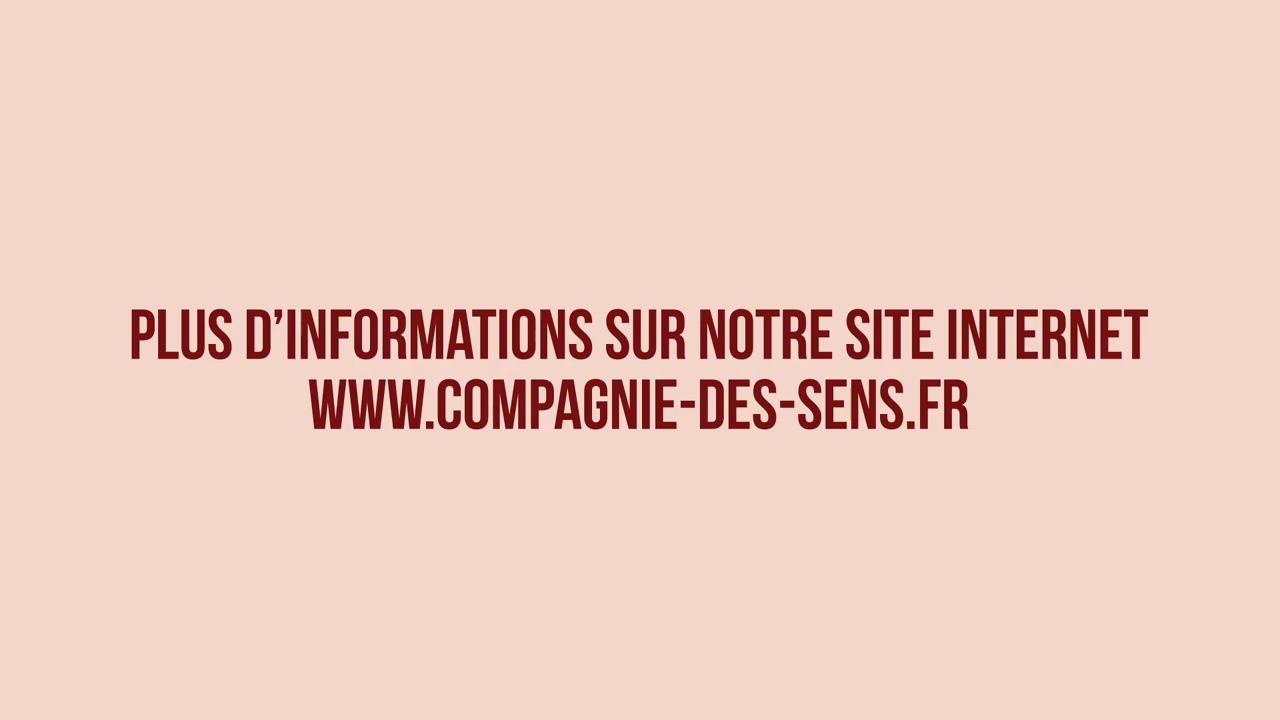 PLUS D’INFORMATIONS SUR NOTRE SITE INTERNET
WWW.COMPAGNIE-DES-SENS.FR